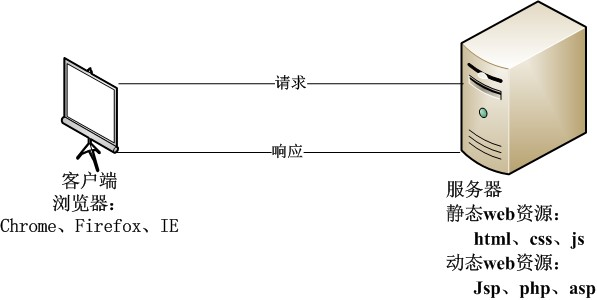 请求
响应
客户端
浏览器：
Chrome、Firefox、IE
服务器
静态web资源：
html、css、js
动态web资源：
Jsp、php、asp